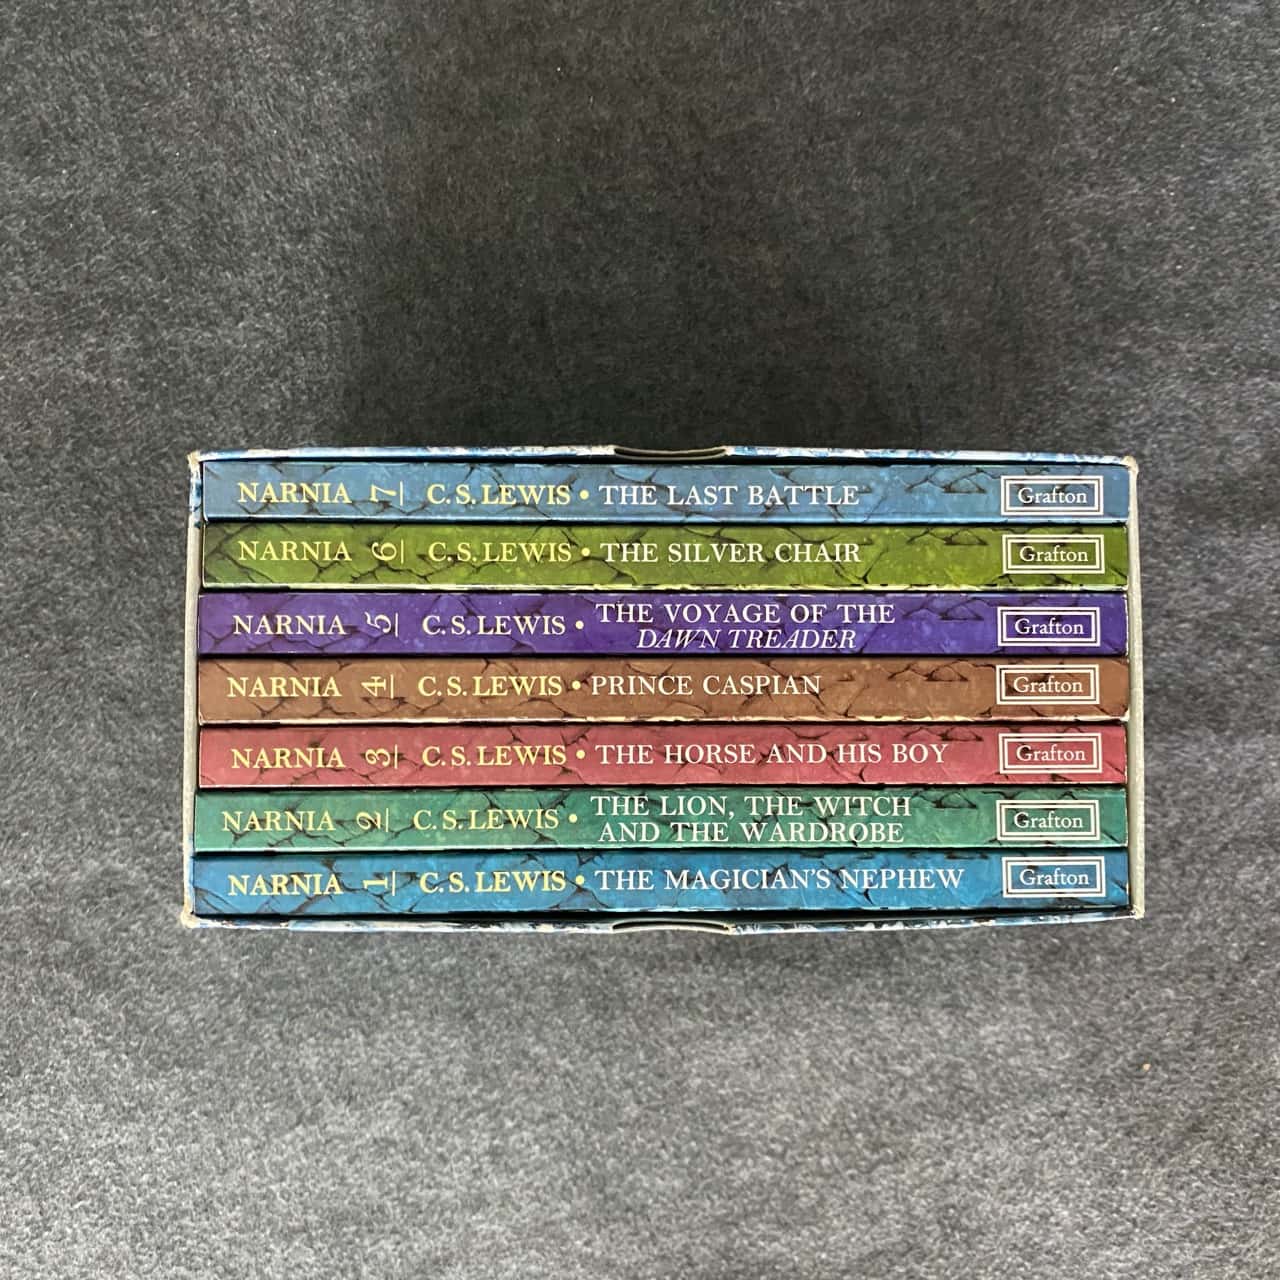 NARNIA 7 C.S. LEWIS • THE LAST BATTLE Grafton
NARNIA 6 C.S. LEWIS • THE SILVER CHAIR Grafton
NARNIA 5 C.S. LEWIS • THE VOYAGE OF THE
DAWN TREADER Grafton
NARNIA 4 C.S. LEWIS • PRINCE CASPIAN Grafton
NARNIA 3 C.S. LEWIS • THE HORSE AND HIS BOY Grafton
NARNIA 2 C.S. LEWIS • THE LION, THE WITCH
AND THE WARDROBE Grafton
NARNIA 1 C.S. LEWIS • THE MAGICIAN'S NEPHEW Grafton